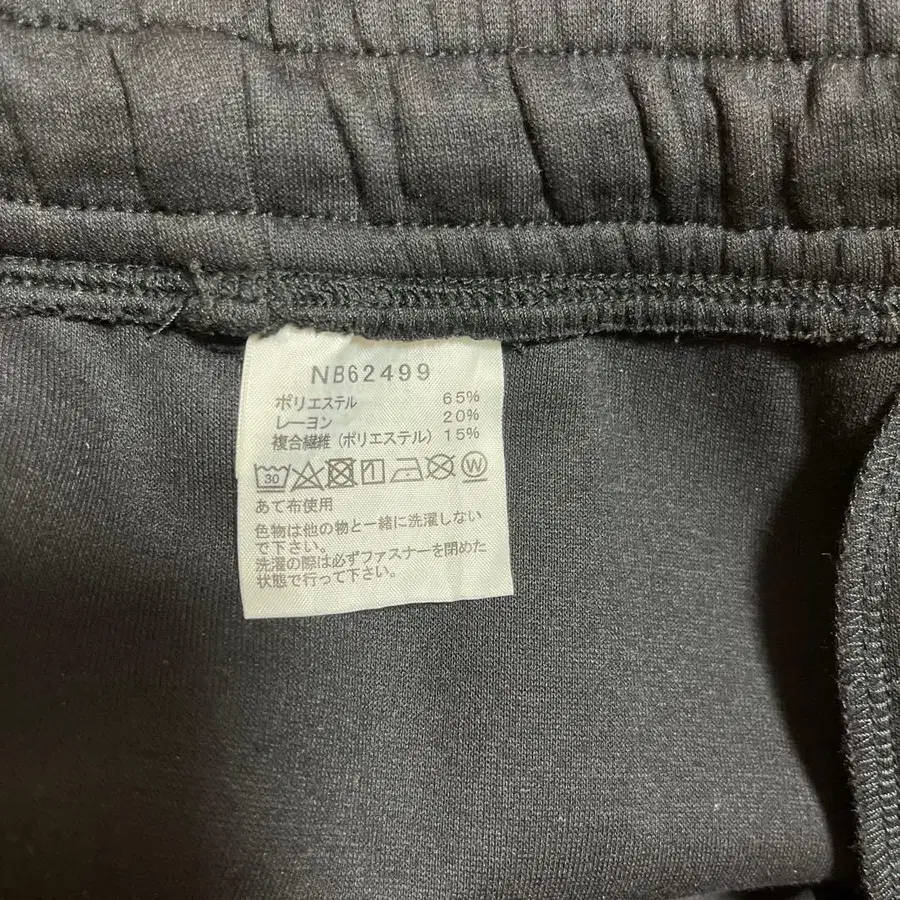 NB62499
ポリエステル 65%
レーヨン 20%
複合繊維(ポリエステル) 15%
30 W
あて布使用
色物は他の物と一緒に洗濯しない
で下さい。
洗濯の際は必ずファスナーを閉めた
状態で行って下さい。